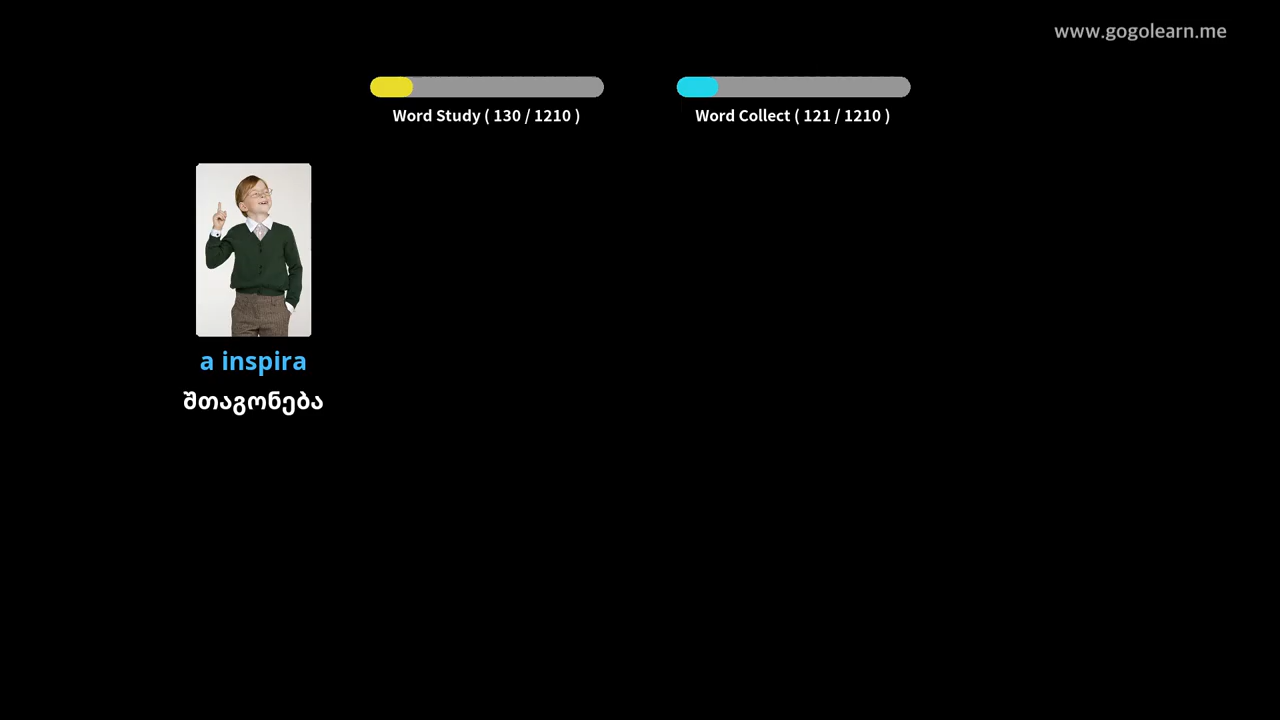 www.gogolearn.me
Word Study ( 130 / 1210 )
Word Collect ( 121 / 1210 )
a inspira
შთაგონება